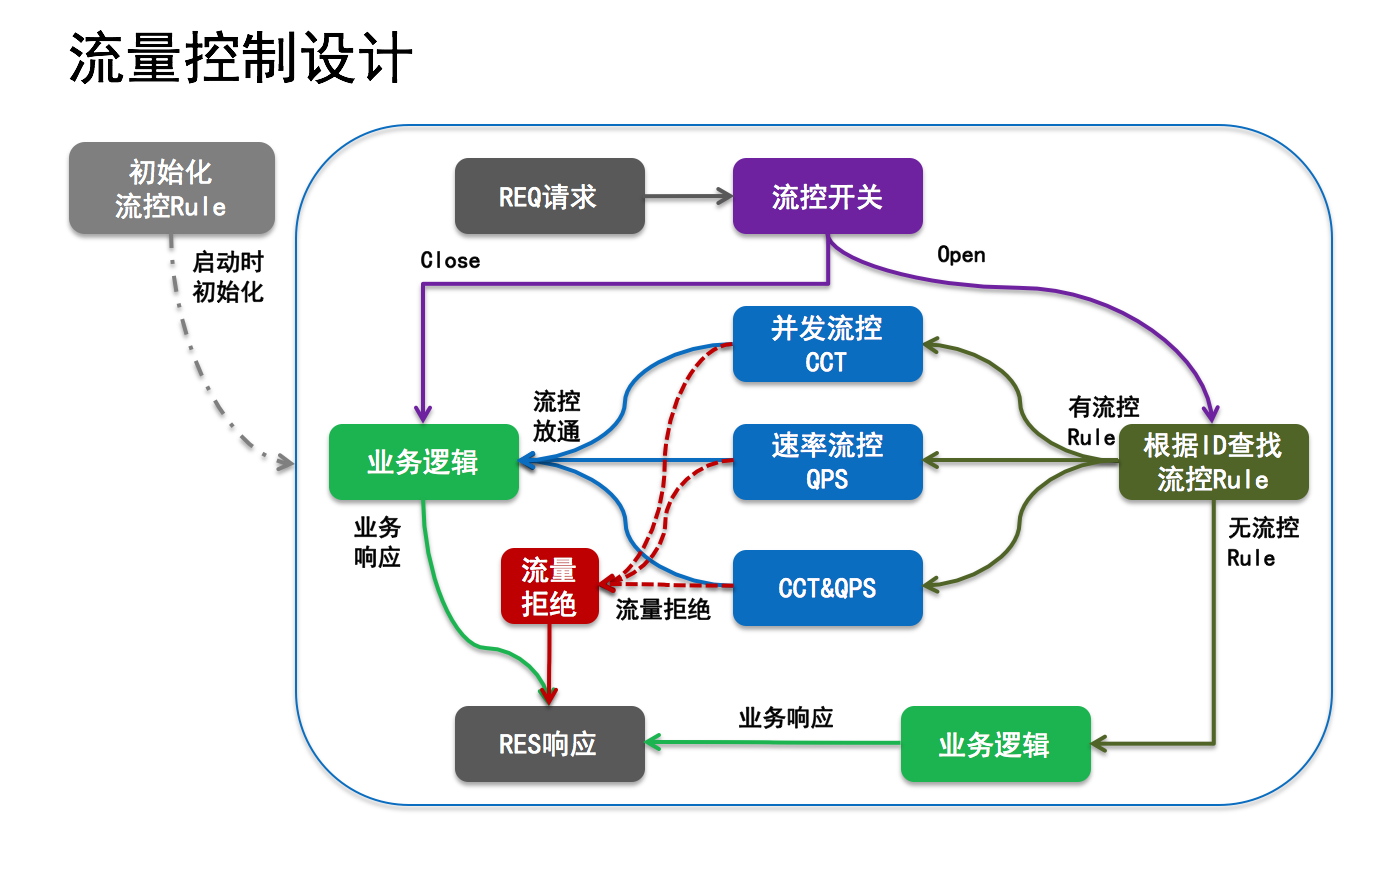 流量控制设计
初始化
流控Rule
启动时
初始化
REQ请求
流控开关
Close
Open
并发流控
CCT
流控
放通
有流控
Rule
业务逻辑
速率流控
QPS
根据ID查找
流控Rule
业务
响应
无流控
Rule
流量
拒绝
流量拒绝
CCT&QPS
RES响应
业务响应
业务逻辑